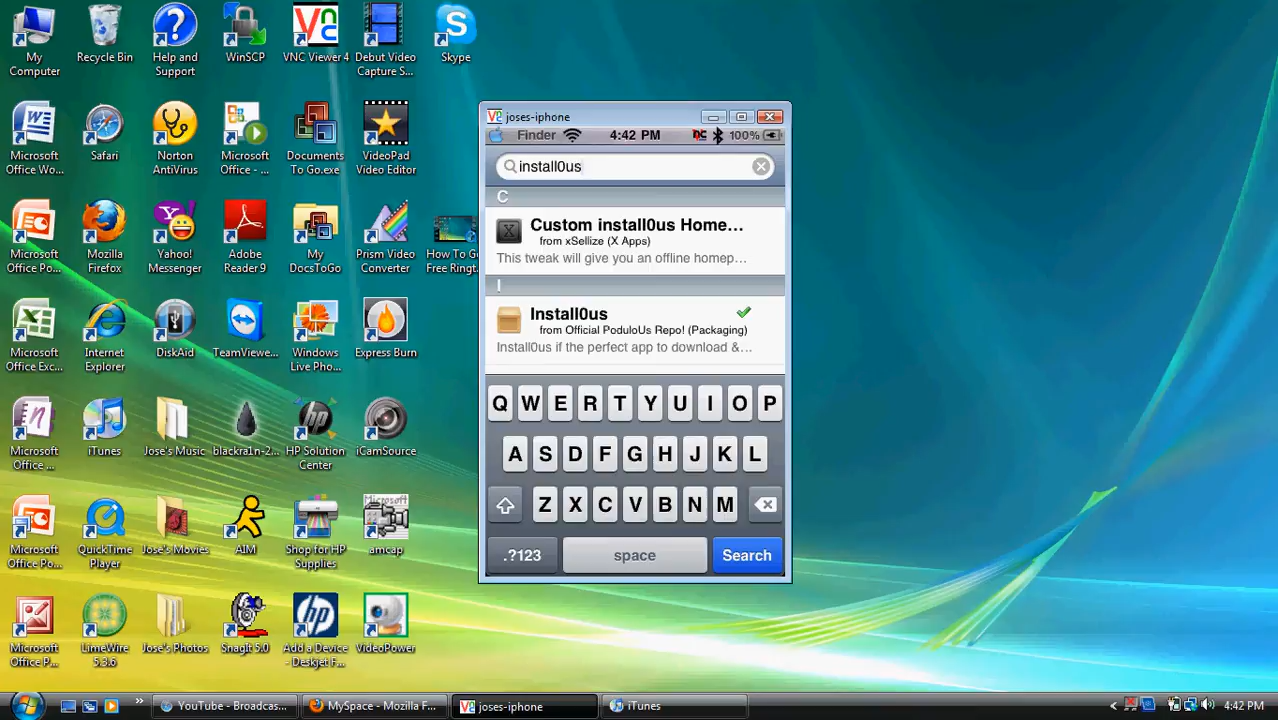 My
Computer
Recycle Bin
Help and
Support
WinSCP
VNC Viewer 4
Debut Video
Capture S...
Skype
Microsoft
Office Wo...
Safari
Norton
AntiVirus
Microsoft
Office - ...
Documents
To Go.exe
VideoPad
Video Editor
Microsoft
Office Po...
Mozilla
Firefox
Yahoo!
Messenger
Adobe
Reader 9
My
DocsToGo
Prism Video
Converter
How To G
Free Ringt
Microsoft
Office Exc...
Internet
Explorer
DiskAid
TeamViewe...
Windows
Live Pho...
Express Burn
Microsoft
Office ...
iTunes
Jose's Music
blackra1n-2...
HP Solution
Center
iCamSource
Microsoft
Office Po...
QuickTime
Player
Jose's Movies
AIM
Shop for HP
Supplies
Microsoft
amcap
Microsoft
Office P...
LimeWire
5.3.6
Jose's Photos
SnagIt 5.0
Add a Device
- Deskjet F...
VideoPower
joses-iphone
Finder 4:42 PM 100%
install0us
C
Custom install0us Home...
from xSellize (X Apps)
This tweak will give you an offline homep...
I
Install0us
from Official PoduloUs Repo! (Packaging)
Install0us if the perfect app to download &...
Q W E R T Y U I O P
A S D F G H J K L
Z X C V B N M
.?123 space Search
YouTube - Broadcas... MySpace - Mozilla F... joses-iphone iTunes 4:42 PM